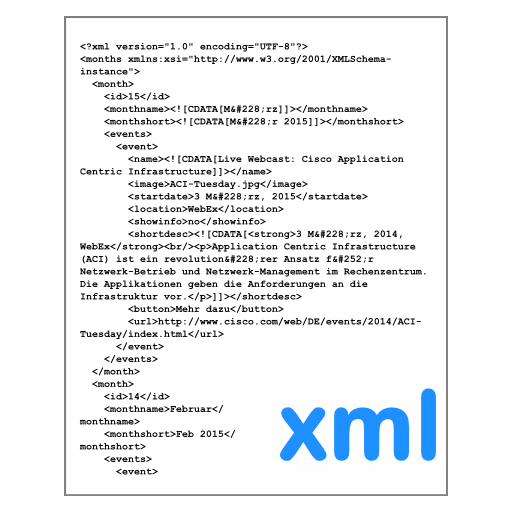 <?xml version="1.0" encoding="UTF-8"?>
<months xmlns:xsi="http://www.w3.org/2001/XMLSchema-
instance">
<month>
<id>15</id>
<monthname><![CDATA[M&#228;rz]]></monthname>
<monthshort><![CDATA[M&#228;r 2015]]></monthshort>
<events>
<event>
<name><![CDATA[Live Webcast: Cisco Application
Centric Infrastructure]]></name>
<image>ACI-Tuesday.jpg</image>
<startdate>3 M&#228;rz, 2015</startdate>
<location>WebEx</location>
<showinfo>no</showinfo>
<shortdesc><![CDATA[<strong>3 M&#228;rz, 2014,
WebEx</strong><br/><p>Application Centric Infrastructure
(ACI) ist ein revolution&#228;rer Ansatz f&#252;r
Netzwerk-Betrieb und Netzwerk-Management im Rechenzentrum.
Die Applikationen geben die Anforderungen an die
Infrastruktur vor.</p>]]></shortdesc>
<button>Mehr dazu</button>
<url>http://www.cisco.com/web/DE/events/2014/ACI-
Tuesday/index.html</url>
</event>
</events>
</month>
<month>
<id>14</id>
<monthname>Februar</
monthname>
<monthshort>Feb 2015</
monthshort>
<events>
<event>
xml